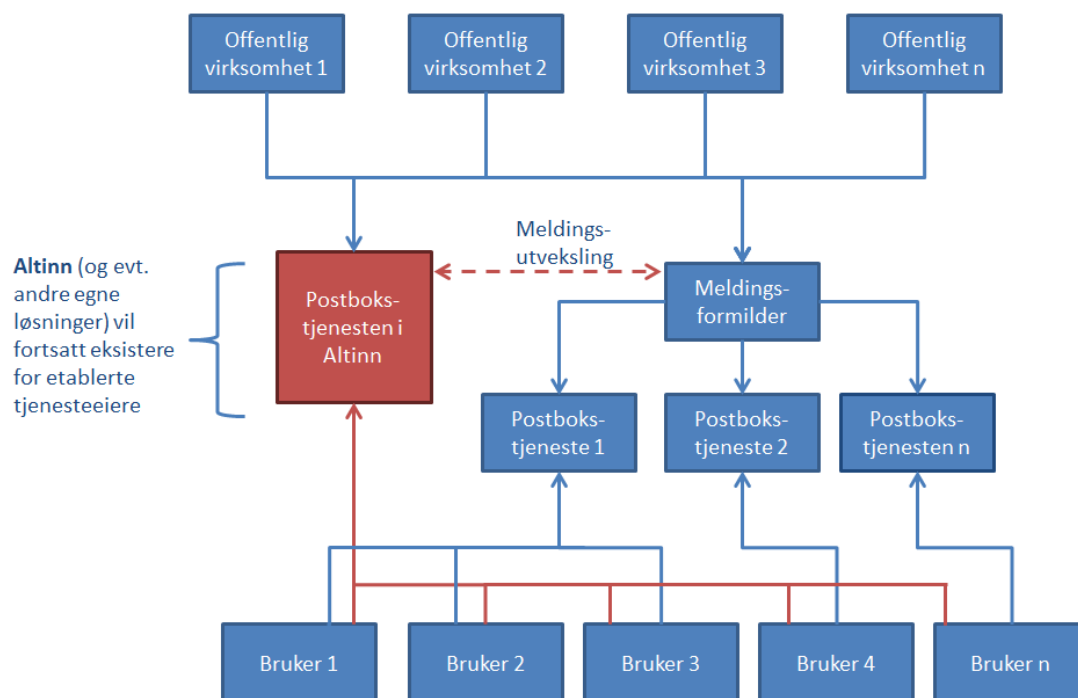 Offentlig
virksomhet 1
Offentlig
virksomhet 2
Offentlig
virksomhet 3
Offentlig
virksomhet n
Meldings-
utveksling
Altinn (og evt.
andre egne
løsninger) vil
fortsatt eksistere
for etablerte
tjenesteeiere
Postboks-
tjenesten i
Altinn
Meldings-
formilder
Postboks-
tjeneste 1
Postboks-
tjeneste 2
Postboks-
tjenesten n
Bruker 1
Bruker 2
Bruker 3
Bruker 4
Bruker n